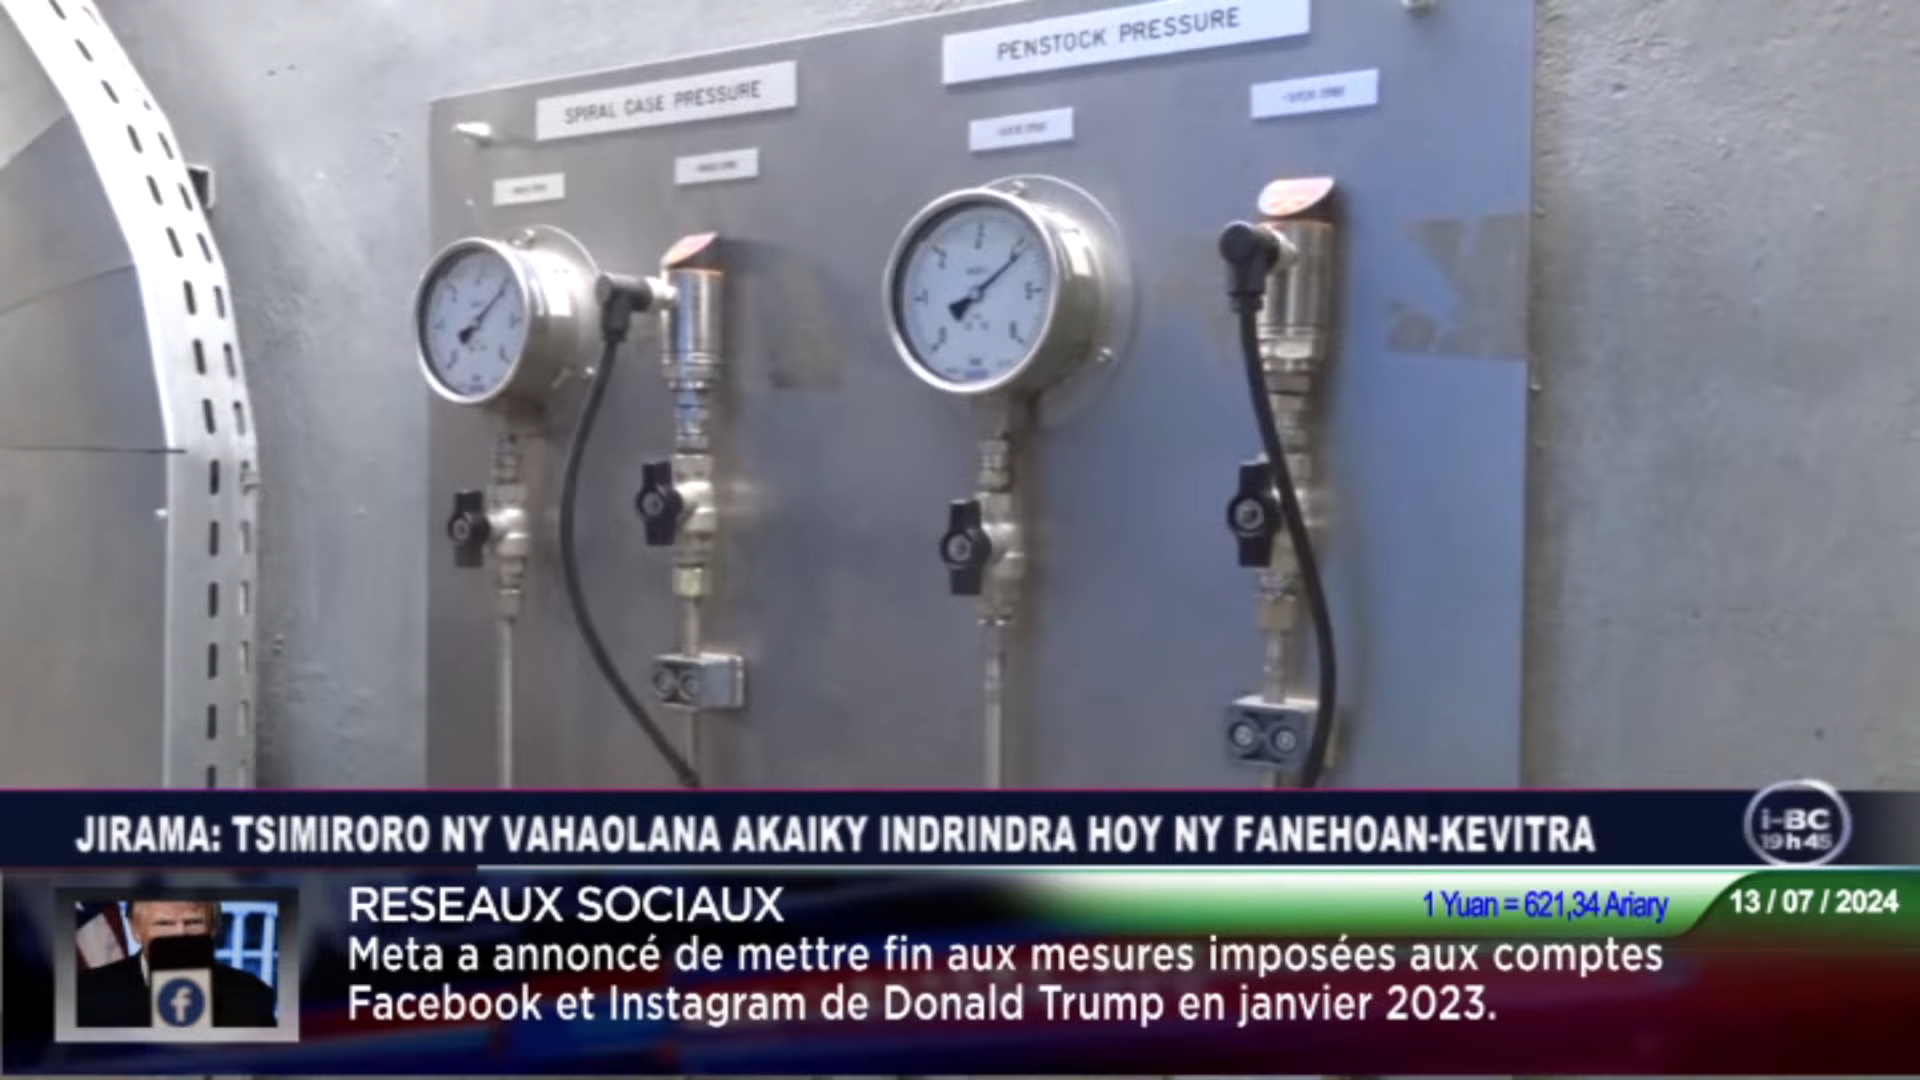 PENSTOCK PRESSURE
SPIRAL CASE PRESSURE
JIRAMA: TSIMIRORO NY VAHAOLANA AKAIKY INDRINDRA HOY NY FANEHOAN-KEVITRA
i-BC
19h45
RESEAUX SOCIAUX
1 Yuan = 621,34 Ariary
13 / 07 / 2024
Meta a annoncé de mettre fin aux mesures imposées aux comptes
Facebook et Instagram de Donald Trump en janvier 2023.